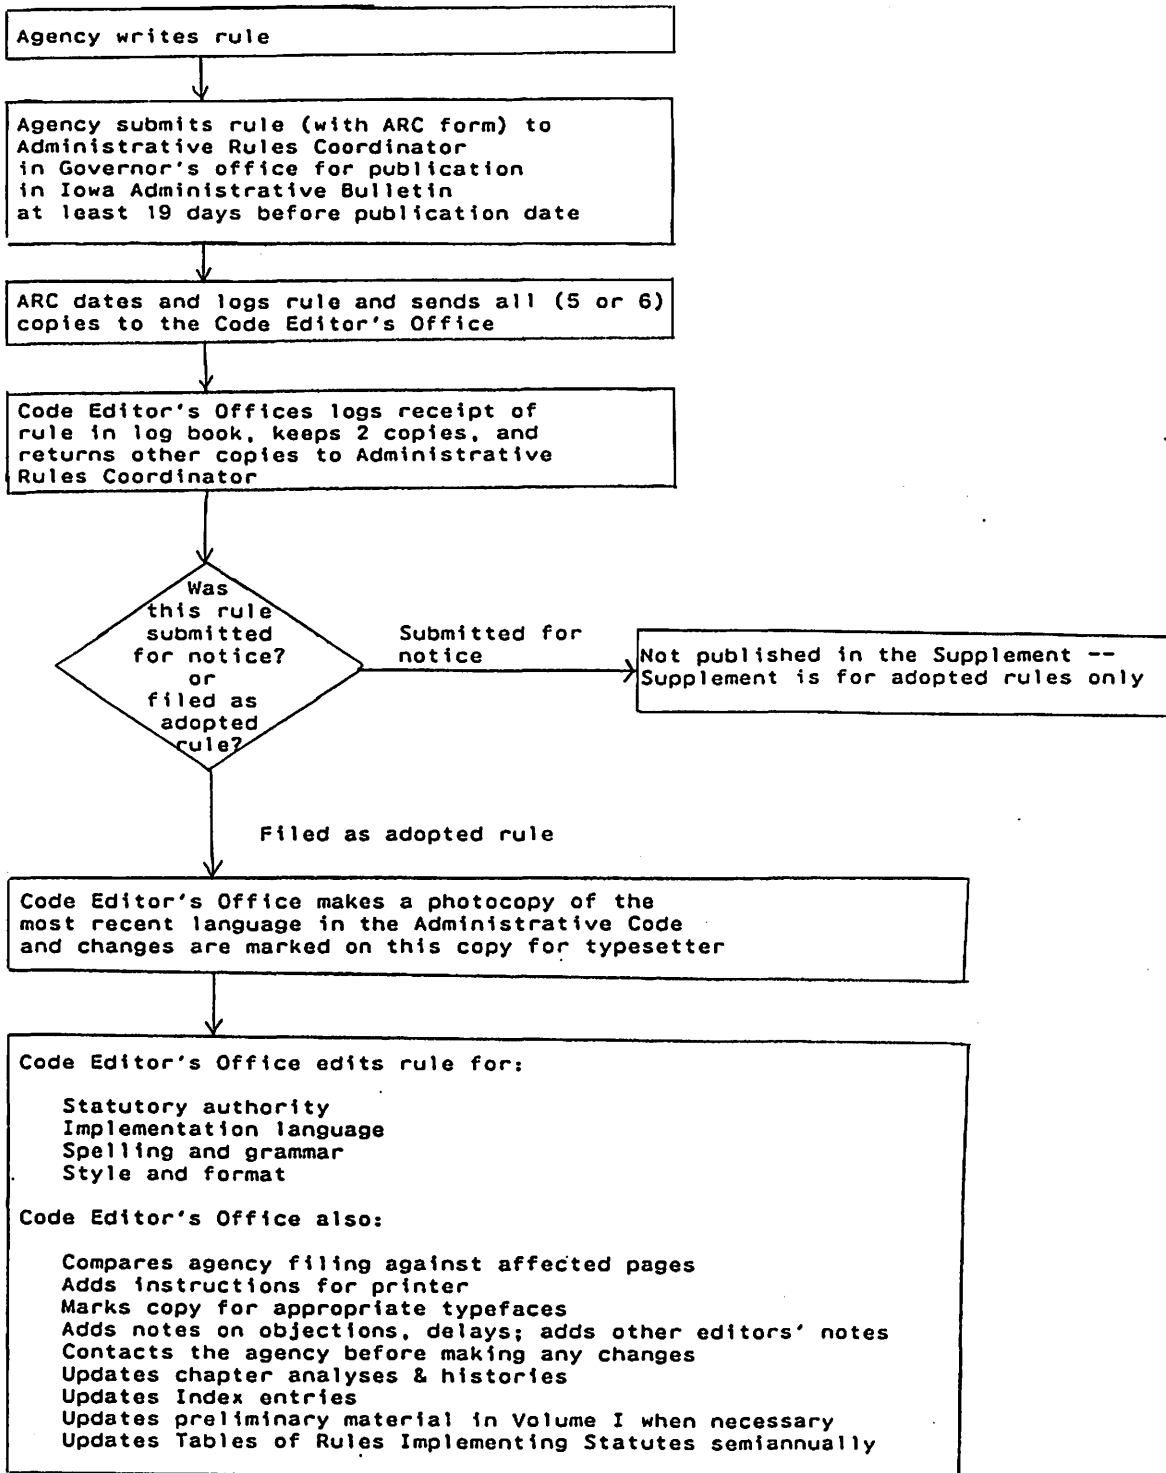 Agency writes rule
Agency submits rule (with ARC form) to
Administrative Rules Coordinator
in Governor's office for publication
in Iowa Administrative Bulletin
at least 19 days before publication date
ARC dates and logs rule and sends all (5 or 6)
copies to the Code Editor's Office
Code Editor's Offices logs receipt of
rule in log book, keeps 2 copies, and
returns other copies to Administrative
Rules Coordinator
Was
this rule
submitted
for notice?
or
filed as
adopted
rule?
Submitted for
notice
Not published in the Supplement --
Supplement is for adopted rules only
Filed as adopted rule
Code Editor's Office makes a photocopy of the
most recent language in the Administrative Code
and changes are marked on this copy for typesetter
Code Editor's Office edits rule for:
Statutory authority
Implementation language
Spelling and grammar
Style and format
Code Editor's Office also:
Compares agency filing against affected pages
Adds instructions for printer
Marks copy for appropriate typefaces
Adds notes on objections, delays; adds other editors' notes
Contacts the agency before making any changes
Updates chapter analyses & histories
Updates Index entries
Updates preliminary material in Volume I when necessary
Updates Tables of Rules Implementing Statutes semiannually